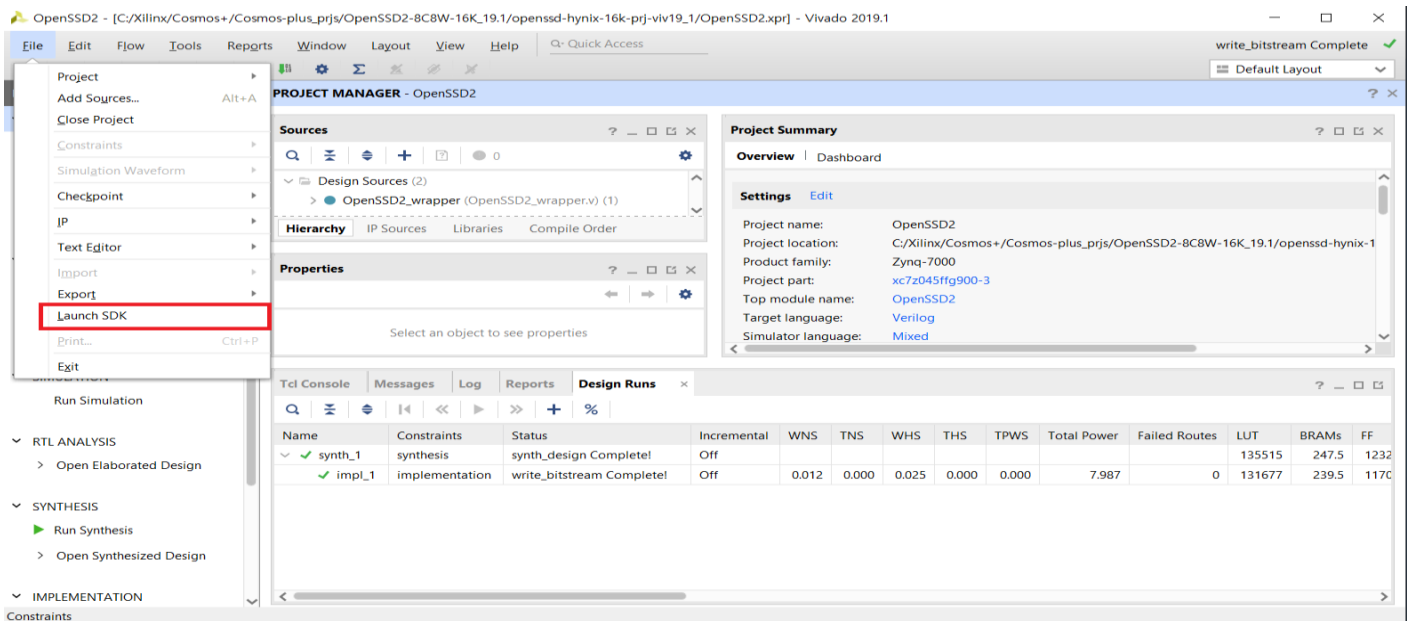 OpenSSD2 - [C:/Xilinx/Cosmos+/Cosmos-plus_prjs/OpenSSD2-8C8W-16K_19.1/openssd-hynix-16k-prj-viv19_1/OpenSSD2.xpr] - Vivado 2019.1
File Edit Flow Tools Reports Window Layout View Help Quick Access write_bitstream Complete
Default Layout
Project
Add Sources... Alt+A
Close Project
Constraints
Simulation Waveform
Checkpoint
IP
Text Editor
Import
Export
Launch SDK
Print... Ctrl+P
Exit
PROJECT MANAGER - OpenSSD2
Sources
0
Design Sources (2)
OpenSSD2_wrapper (OpenSSD2_wrapper.v) (1)
Hierarchy IP Sources Libraries Compile Order
Properties
Select an object to see properties
Project Summary
Overview Dashboard
Settings Edit
Project name: OpenSSD2
Project location: C:/Xilinx/Cosmos+/Cosmos-plus_prjs/OpenSSD2-8C8W-16K_19.1/openssd-hynix-1
Product family: Zynq-7000
Project part: xc7z045ffg900-3
Top module name: OpenSSD2
Target language: Verilog
Simulator language: Mixed
Run Simulation
RTL ANALYSIS
Open Elaborated Design
SYNTHESIS
Run Synthesis
Open Synthesized Design
IMPLEMENTATION
Tcl Console Messages Log Reports Design Runs
Name Constraints Status Incremental WNS TNS WHS THS TPWS Total Power Failed Routes LUT BRAMs FF
synth_1 synthesis synth_design Complete! Off 135515 247.5 1232
impl_1 implementation write_bitstream Complete! Off 0.012 0.000 0.025 0.000 0.000 7.987 0 131677 239.5 1170
Constraints